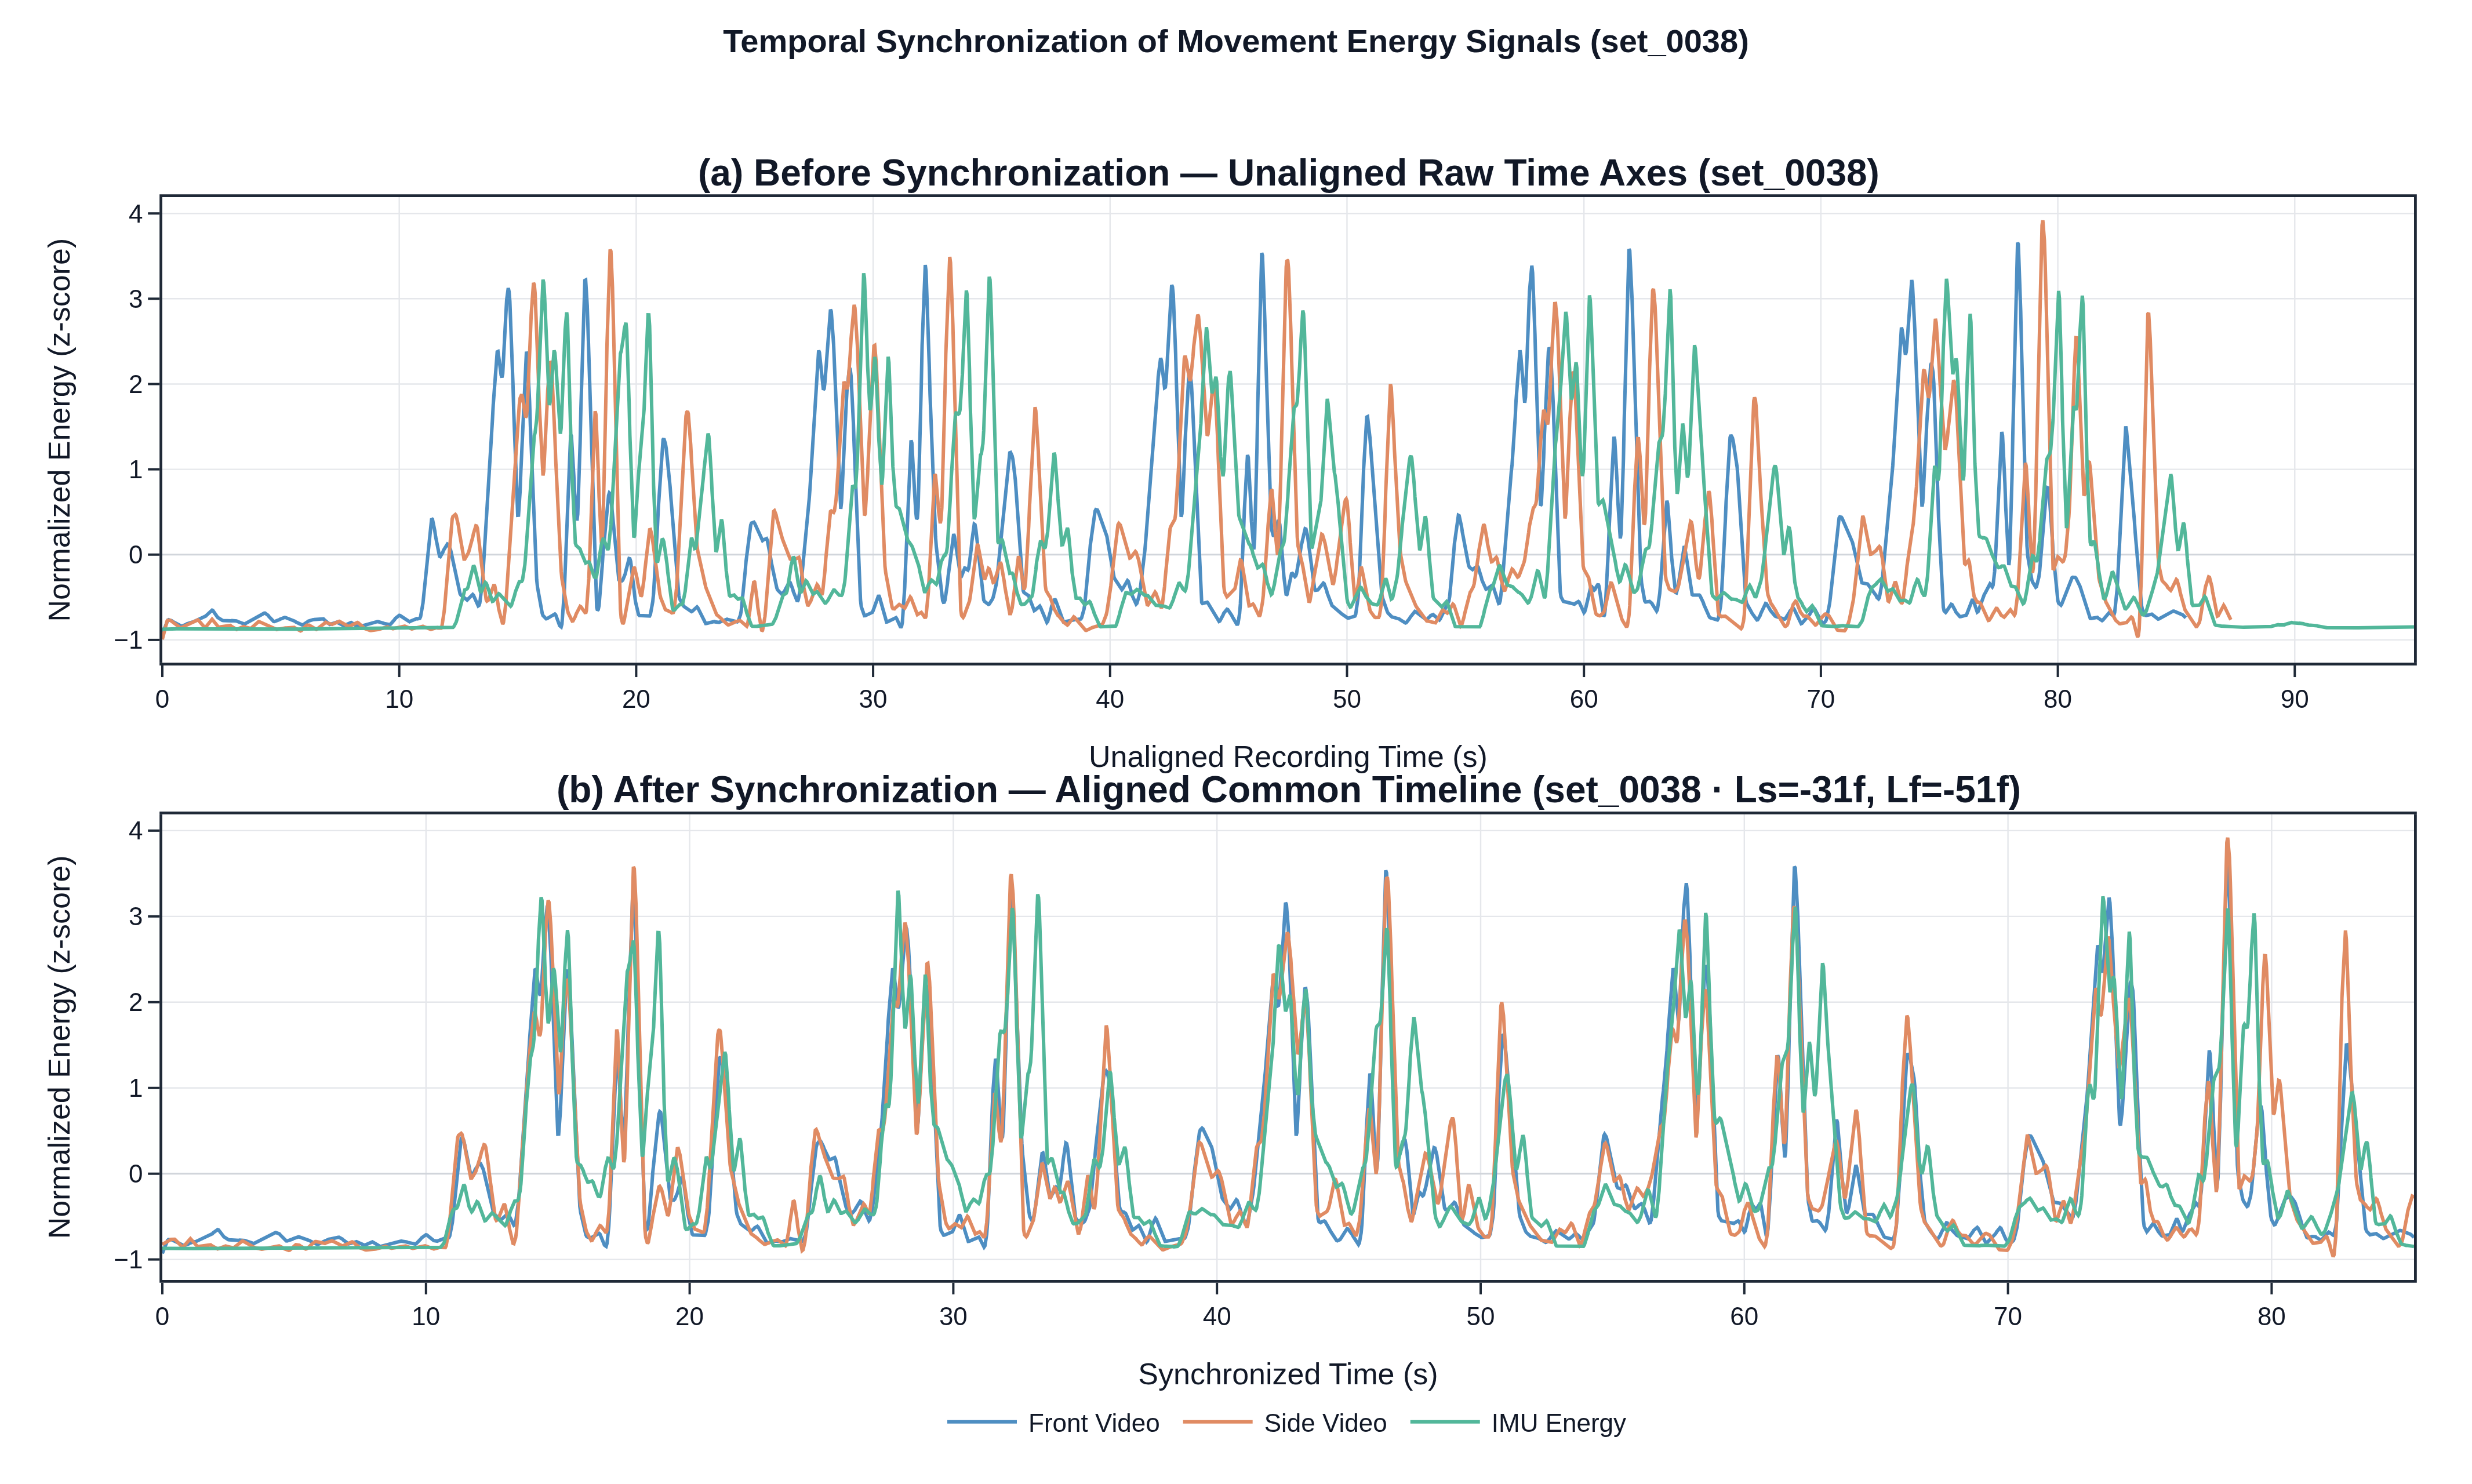 Temporal Synchronization of Movement Energy Signals (set_0038)
(a) Before Synchronization — Unaligned Raw Time Axes (set_0038)
Normalized Energy (z-score)
4
3
2
1
0
−1
0 10 20 30 40 50 60 70 80 90
Unaligned Recording Time (s)
(b) After Synchronization — Aligned Common Timeline (set_0038 · Ls=-31f, Lf=-51f)
Normalized Energy (z-score)
4
3
2
1
0
−1
0 10 20 30 40 50 60 70 80
Synchronized Time (s)
Front Video Side Video IMU Energy